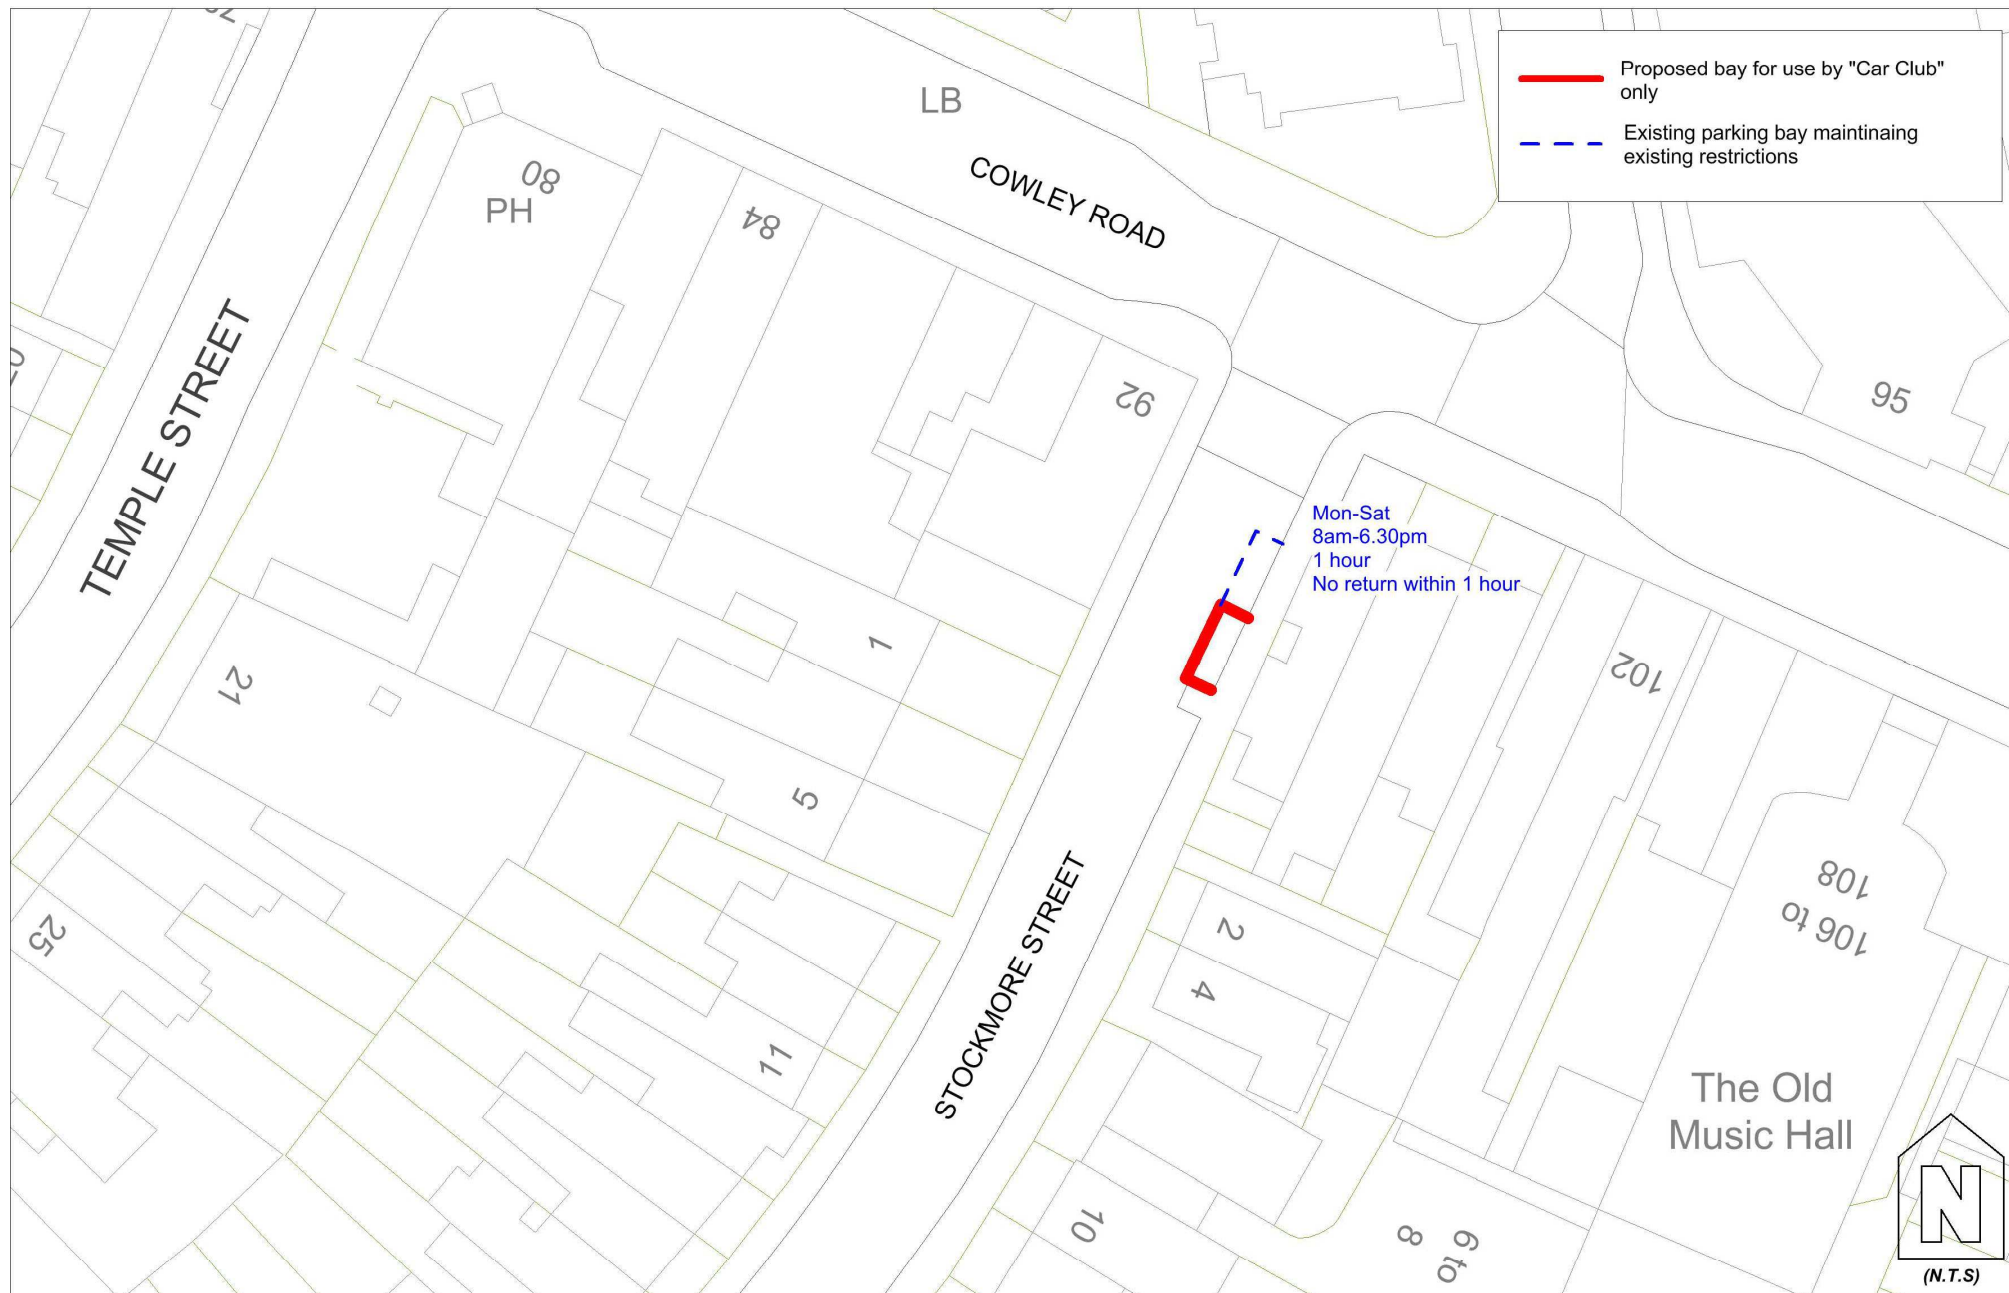 Proposed bay for use by "Car Club"
only
Existing parking bay maintinaing
existing restrictions
LB
COWLEY ROAD
80
PH
84
92
95
TEMPLE STREET
Mon-Sat
8am-6.30pm
1 hour
No return within 1 hour
1
21
102
5
108
106 to
25
2
4
STOCKMORE STREET
11
The Old
Music Hall
10
6 to
8
N
(N.T.S)